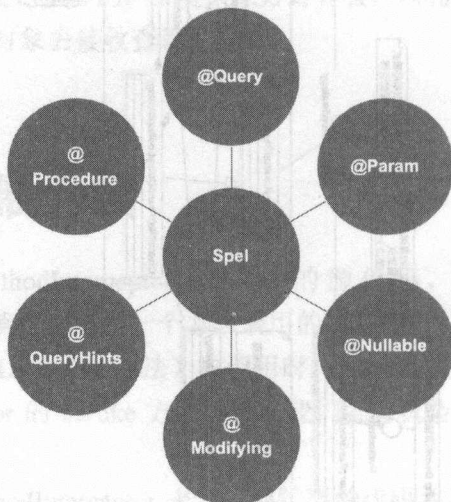 @Query
@Param
@Nullable
@
Modifying
@
QueryHints
@
Procedure
Spel